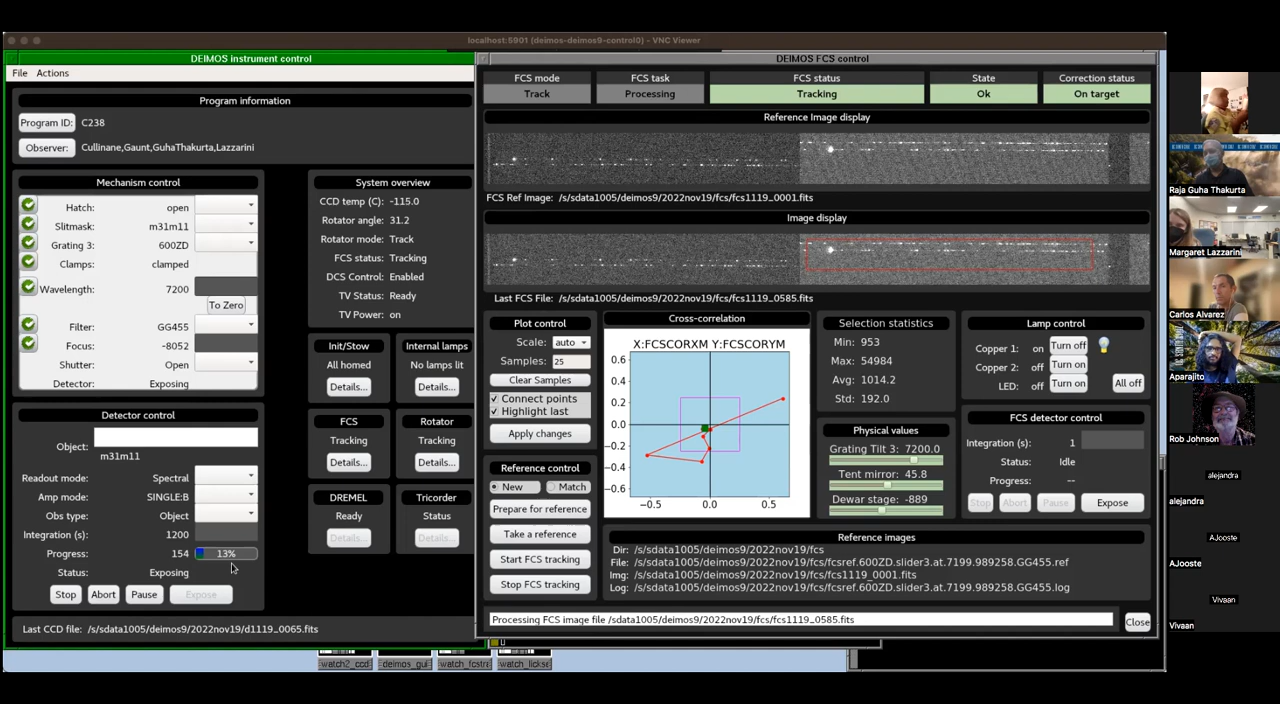 localhost:5901 (deimos-deimos9-control0) - VNC Viewer
DEIMOS instrument control
File Actions
Program information
Program ID: C238
Observer: Cullinane,Gaunt,GuhaThakurta,Lazzarini
Mechanism control
Hatch: open
Slitmask: m31m11
Grating 3: 600ZD
Clamps: clamped
Wavelength: 7200
To Zero
Filter: GG455
Focus: -8052
Shutter: Open
Detector: Exposing
System overview
CCD temp (C): -115.0
Rotator angle: 31.2
Rotator mode: Track
FCS status: Tracking
DCS Control: Enabled
TV Status: Ready
TV Power: on
Init/Stow Internal lamps
All homed No lamps lit
Details... Details...
FCS Rotator
Tracking Tracking
Details... Details...
DREMEL Tricorder
Ready Status
Details... Details...
Detector control
Object:
m31m11
Readout mode: Spectral
Amp mode: SINGLE:B
Obs type: Object
Integration (s): 1200
Progress: 154 13%
Status: Exposing
Stop Abort Pause Expose
Last CCD file: /s/sdata1005/deimos9/2022nov19/d1119_0065.fits
DEIMOS FCS control
FCS mode FCS task FCS status State Correction status
Track Processing Tracking Ok On target
Reference Image display
FCS Ref Image: /s/sdata1005/deimos9/2022nov19/fcs/fcs1119_0001.fits
Image display
Last FCS File: /s/sdata1005/deimos9/2022nov19/fcs/fcs1119_0585.fits
Plot control
Scale: auto
Samples: 25
Clear Samples
Connect points
Highlight last
Apply changes
Reference control
New Match
Prepare for reference
Take a reference
Start FCS tracking
Stop FCS tracking
Cross-correlation
X:FCSCORXM Y:FCSCORYM
0.6
0.4
0.2
0.0
−0.2
−0.4
−0.6
−0.5 0.0 0.5
Selection statistics
Min: 953
Max: 54984
Avg: 1014.2
Std: 192.0
Physical values
Grating Tilt 3: 7200.0
Tent mirror: 45.8
Dewar stage: -889
Lamp control
Copper 1: on Turn off
Copper 2: off Turn on
LED: off Turn on All off
FCS detector control
Integration (s): 1
Status: Idle
Progress: --
Stop Abort Pause Expose
Reference images
Dir: /s/sdata1005/deimos9/2022nov19/fcs
File: /s/sdata1005/deimos9/2022nov19/fcs/fcsref.600ZD.slider3.at.7199.989258.GG455.ref
Img: /s/sdata1005/deimos9/2022nov19/fcs/fcs1119_0001.fits
Log: /s/sdata1005/deimos9/2022nov19/fcs/fcsref.600ZD.slider3.at.7199.989258.GG455.log
Processing FCS image file /sdata1005/deimos9/2022nov19/fcs/fcs1119_0585.fits
Close
watch2_ccd deimos_gui watch_fcstra watch_lickse
Raja Guha Thakurta
Margaret Lazzarini
Carlos Alvarez
Aparajito
Rob Johnson
alejandra
alejandra
AJooste
AJooste
Vivaan
Vivaan